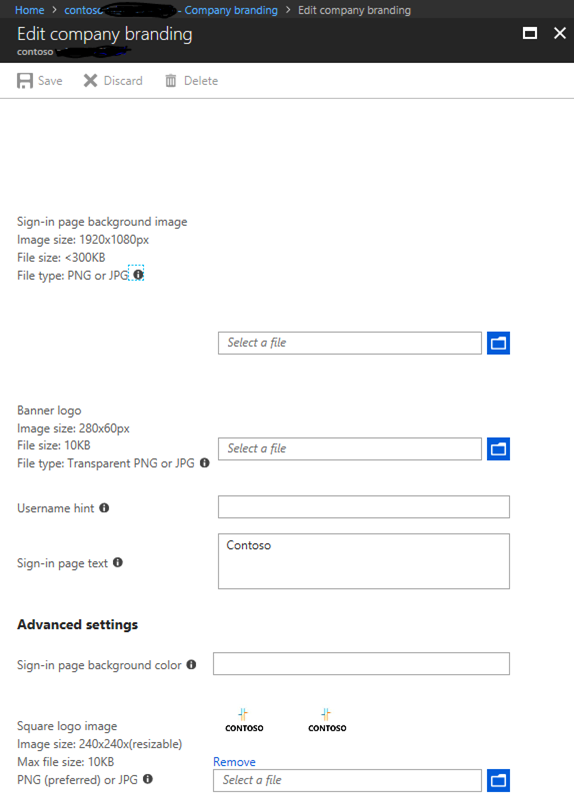 Home > contoso - Company branding > Edit company branding
Edit company branding
contoso
Save Discard Delete
Sign-in page background image
Image size: 1920x1080px
File size: <300KB
File type: PNG or JPG
Select a file
Banner logo
Image size: 280x60px
File size: 10KB
File type: Transparent PNG or JPG
Select a file
Username hint
Sign-in page text
Contoso
Advanced settings
Sign-in page background color
CONTOSO CONTOSO
Square logo image
Image size: 240x240x(resizable)
Max file size: 10KB
Remove
PNG (preferred) or JPG
Select a file